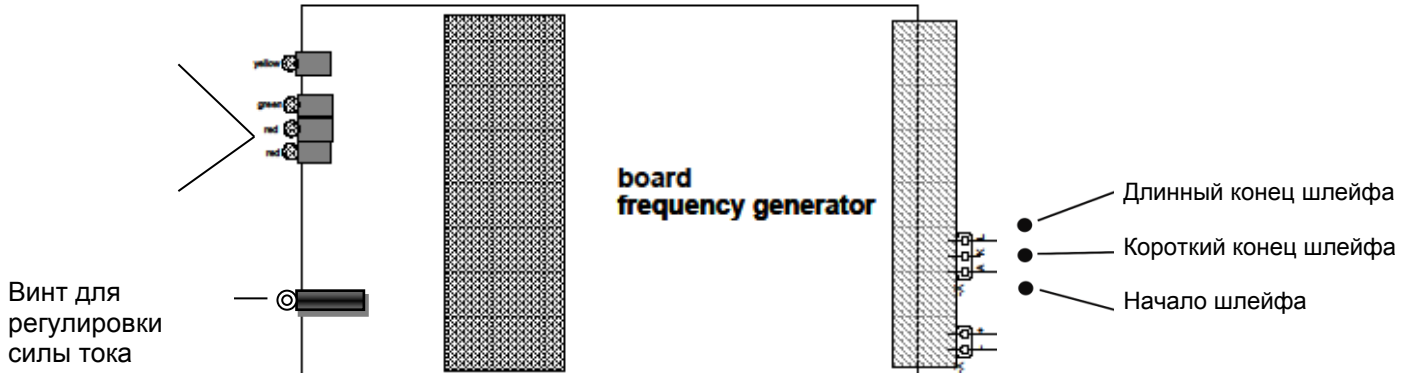 yellow
green
red
red
board
frequency generator
Длинный конец шлейфа
Короткий конец шлейфа
Начало шлейфа
Винт для
регулировки
силы тока
+
-